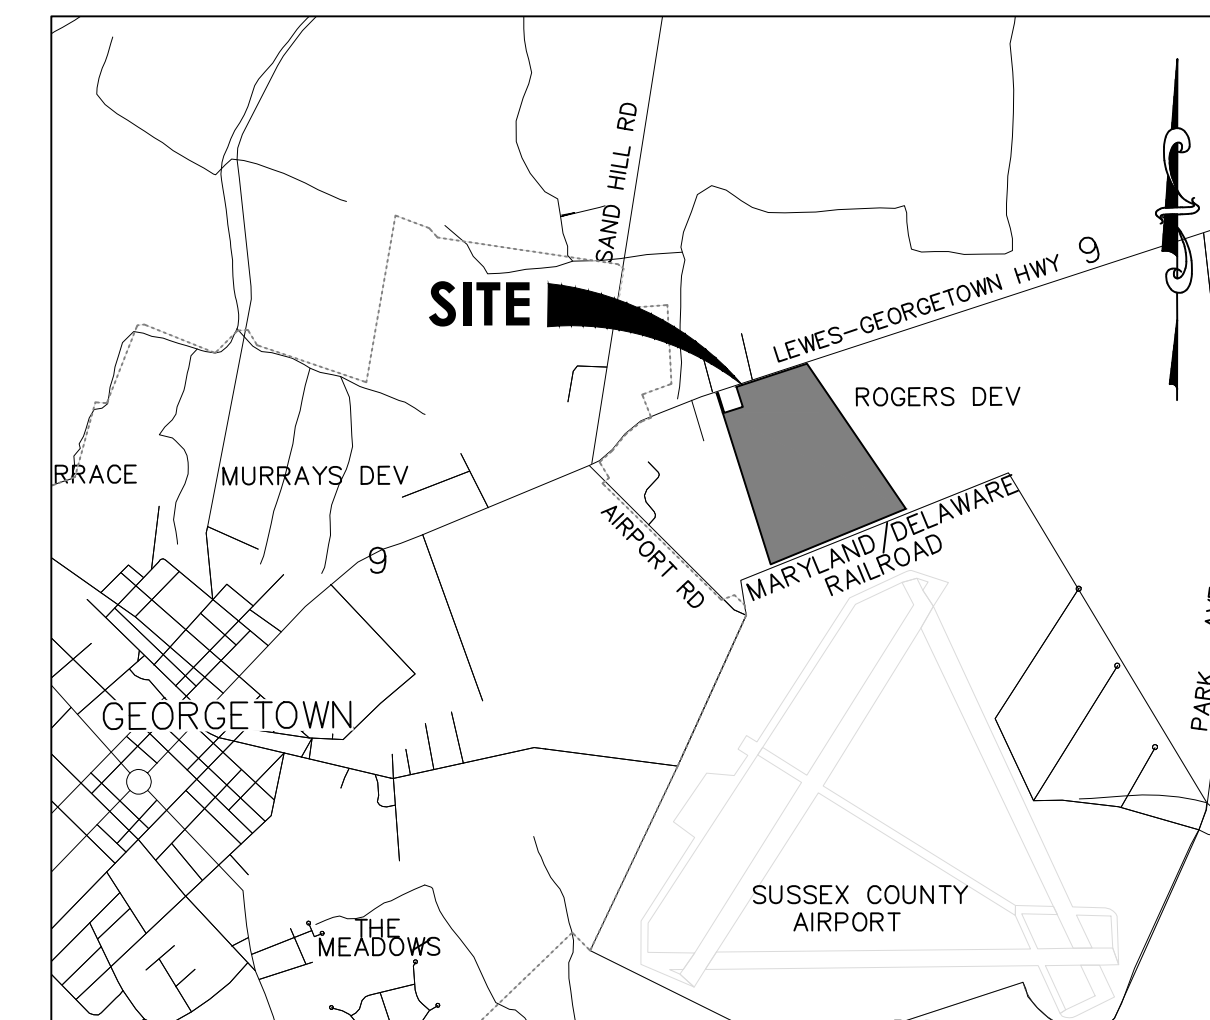 SAND HILL RD
9
LEWES-GEORGETOWN HWY
SITE
ROGERS DEV
RRACE
MURRAYS DEV
9
AIRPORT RD
MARYLAND/DELAWARE
RAILROAD
PARK
GEORGETOWN
SUSSEX COUNTY
AIRPORT
THE
MEADOWS